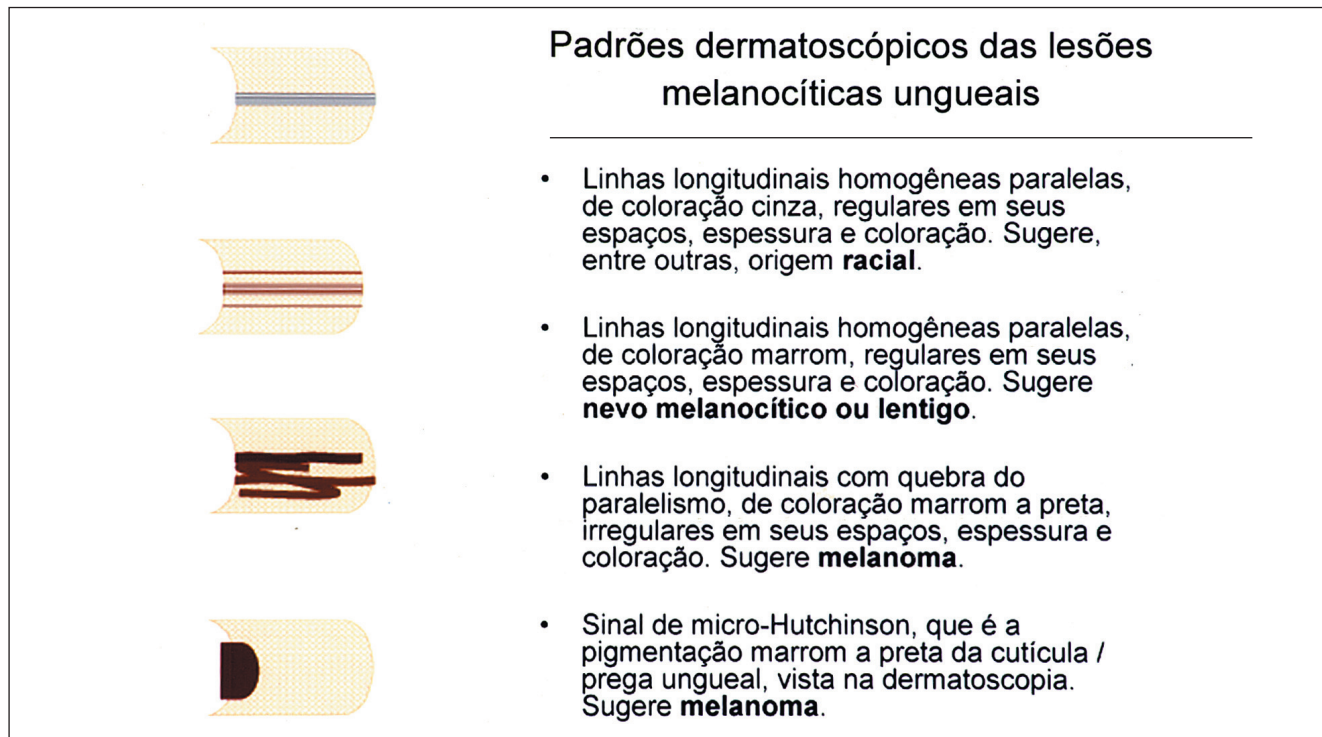 Padrões dermatoscópicos das lesões
melanocíticas ungueais
• Linhas longitudinais homogêneas paralelas,
de coloração cinza, regulares em seus
espaços, espessura e coloração. Sugere,
entre outras, origem racial.
• Linhas longitudinais homogêneas paralelas,
de coloração marrom, regulares em seus
espaços, espessura e coloração. Sugere
nevo melanocítico ou lentigo.
• Linhas longitudinais com quebra do
paralelismo, de coloração marrom a preta,
irregulares em seus espaços, espessura e
coloração. Sugere melanoma.
• Sinal de micro-Hutchinson, que é a
pigmentação marrom a preta da cutícula /
prega ungueal, vista na dermatoscopia.
Sugere melanoma.